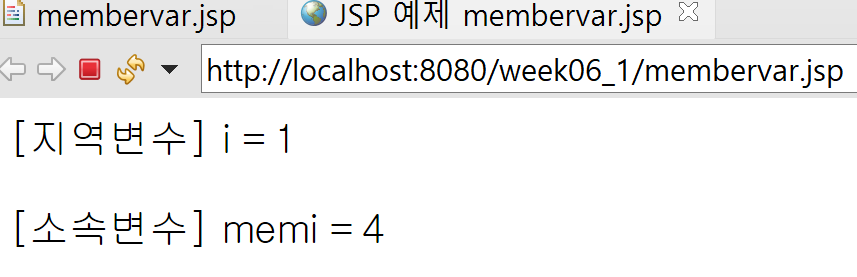 membervar.jsp
JSP 예제 membervar.jsp
http://localhost:8080/week06_1/membervar.jsp
[지역변수] i = 1
[소속변수] memi = 4